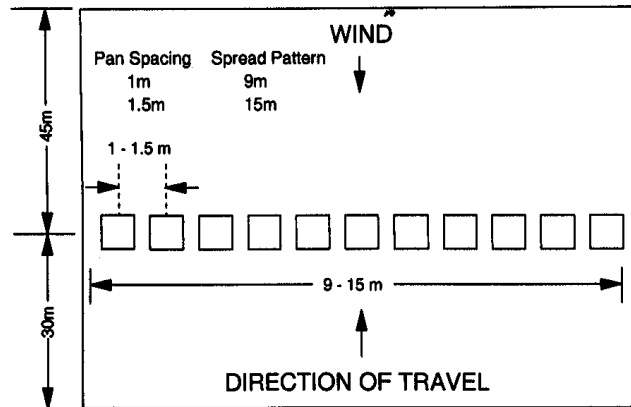 WIND
Pan Spacing Spread Pattern
1m 9m
1.5m 15m
45m
1 - 1.5 m
9 - 15 m
30m
DIRECTION OF TRAVEL